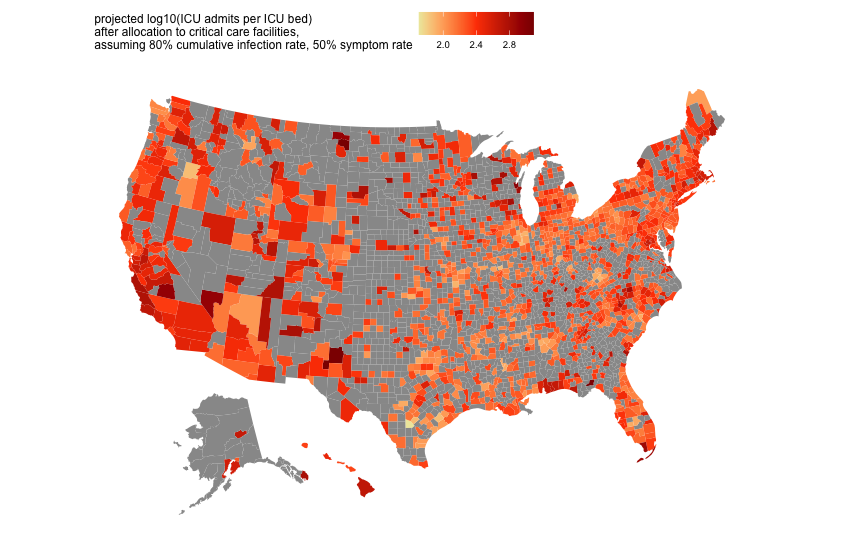 projected log10(ICU admits per ICU bed)
after allocation to critical care facilities,
assuming 80% cumulative infection rate, 50% symptom rate
2.0 2.4 2.8